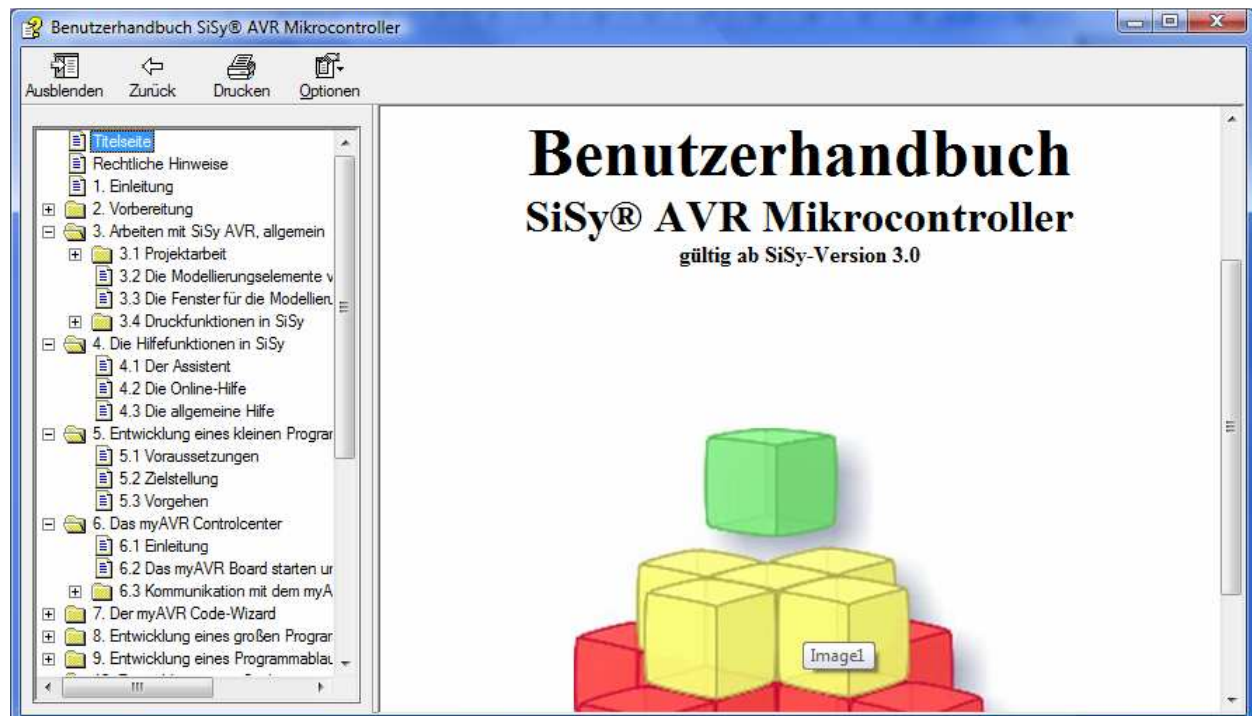 Benutzerhandbuch SiSy® AVR Mikrocontroller
Ausblenden Zurück Drucken Optionen
Titelseite
Rechtliche Hinweise
1. Einleitung
2. Vorbereitung
3. Arbeiten mit SiSy AVR, allgemein
3.1 Projektarbeit
3.2 Die Modellierungselemente v
3.3 Die Fenster für die Modellieru
3.4 Druckfunktionen in SiSy
4. Die Hilfefunktionen in SiSy
4.1 Der Assistent
4.2 Die Online-Hilfe
4.3 Die allgemeine Hilfe
5. Entwicklung eines kleinen Program
5.1 Voraussetzungen
5.2 Zielstellung
5.3 Vorgehen
6. Das myAVR Controlcenter
6.1 Einleitung
6.2 Das myAVR Board starten un
6.3 Kommunikation mit dem myA
7. Der myAVR Code-Wizard
8. Entwicklung eines großen Program
9. Entwicklung eines Programmablau
Benutzerhandbuch
SiSy® AVR Mikrocontroller
gültig ab SiSy-Version 3.0
Image1